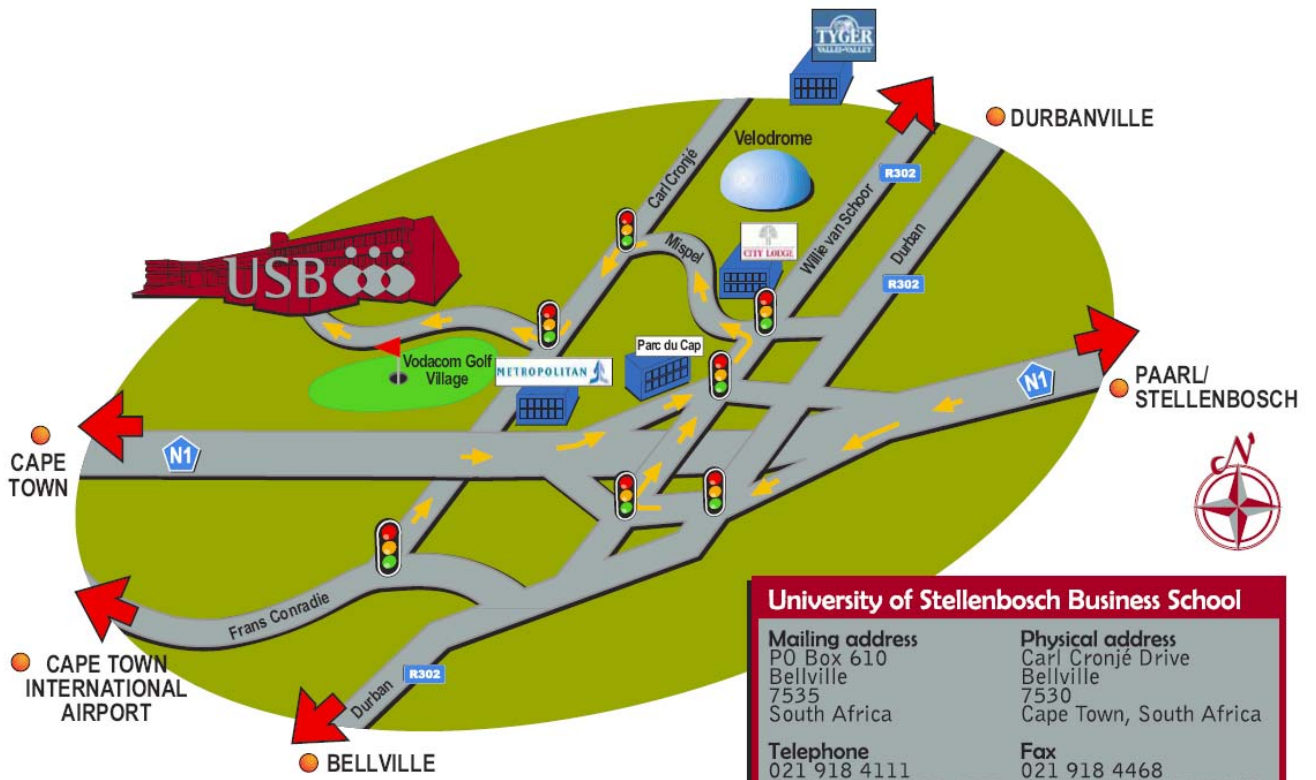 TYGER
VALLEI-VALLEY
DURBANVILLE
Velodrome
R302
Carl Cronjé
CITY LODGE
Mispel
Willie van Schoor
Durban
R302
USB
Parc du Cap
Vodacom Golf
Village
METROPOLITAN
N1
PAARL/
STELLENBOSCH
N1
CAPE
TOWN
N
Frans Conradie
CAPE TOWN
INTERNATIONAL
AIRPORT
Durban
R302
BELLVILLE
University of Stellenbosch Business School
Mailing address
PO Box 610
Bellville
7535
South Africa
Physical address
Carl Cronjé Drive
Bellville
7530
Cape Town, South Africa
Telephone
021 918 4111
Fax
021 918 4468